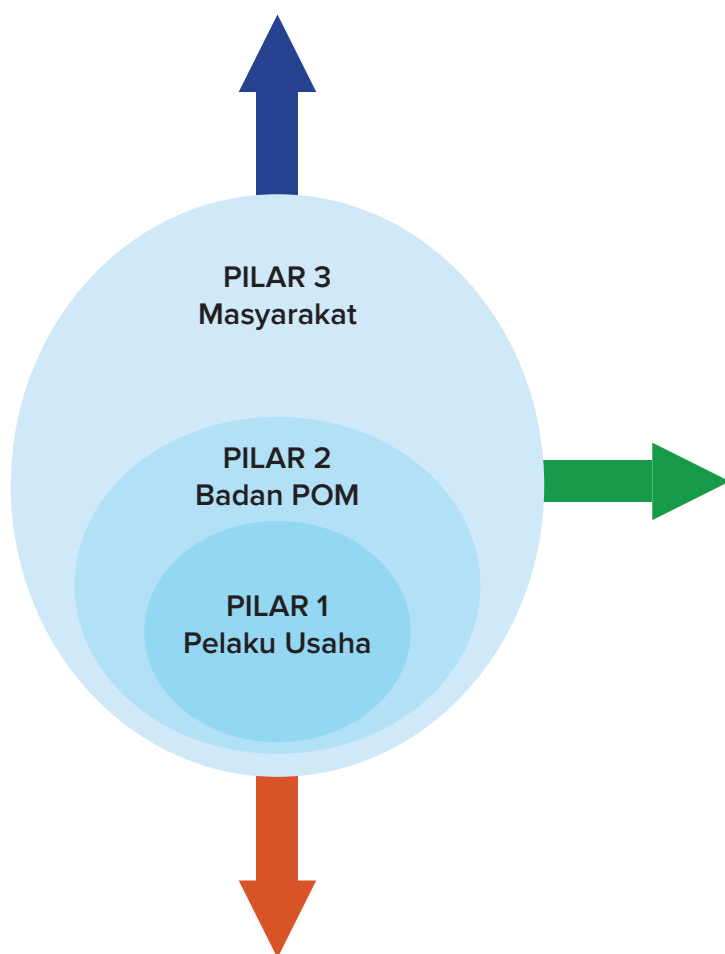 PILAR 3
Masyarakat
PILAR 2
Badan POM
PILAR 1
Pelaku Usaha